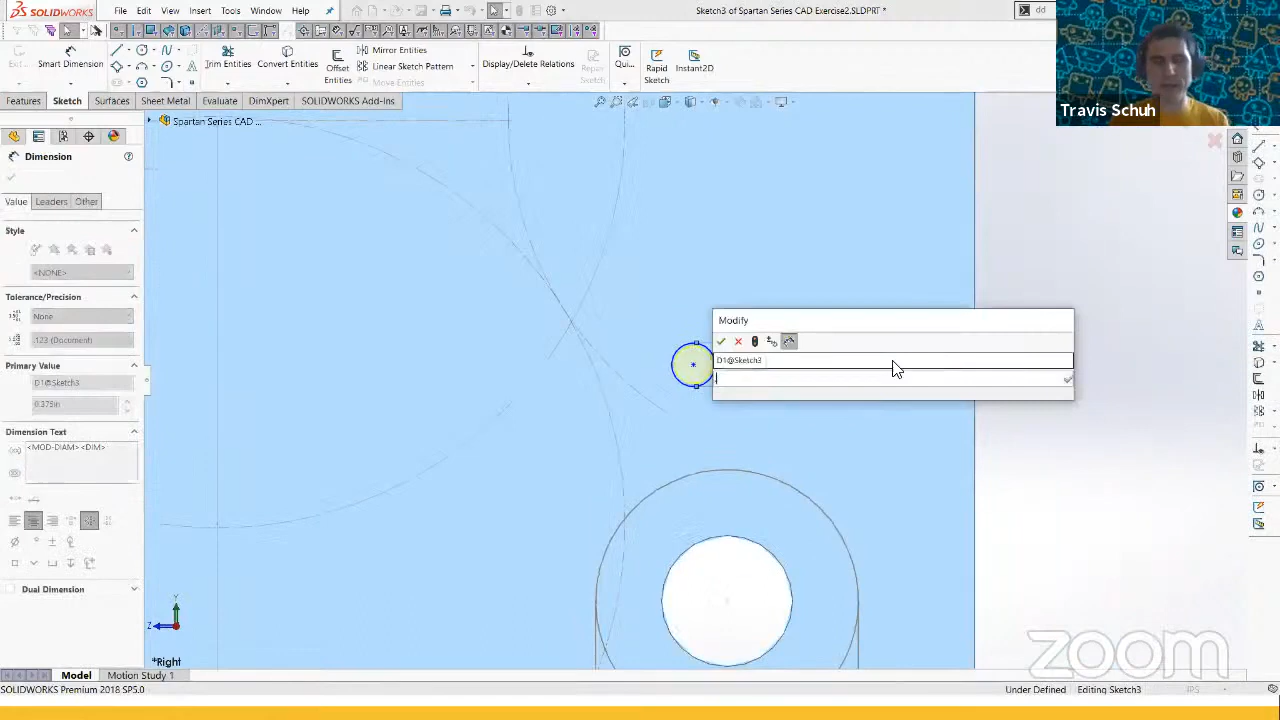 SOLIDWORKS
File Edit View Insert Tools Window Help
Sketch3 of Spartan Series CAD Exercise2.SLDPRT *
dd
Travis Schuh
Exit...
Smart Dimension
Trim Entities
Convert Entities
Offset Entities
Mirror Entities
Linear Sketch Pattern
Move Entities
Display/Delete Relations
Repair Sketch
Qui...
Rapid Sketch
Instant2D
Features Sketch Surfaces Sheet Metal Evaluate DimXpert SOLIDWORKS Add-Ins
Spartan Series CAD ...
Dimension
Value Leaders Other
Style
<NONE>
Tolerance/Precision
None
.123 (Document)
Primary Value
D1@Sketch3
0.375in
Dimension Text
<MOD-DIAM><DIM>
Dual Dimension
Modify
D1@Sketch3
Y
Z
*Right
zoom
Model Motion Study 1
SOLIDWORKS Premium 2018 SP5.0
Under Defined Editing Sketch3 IPS